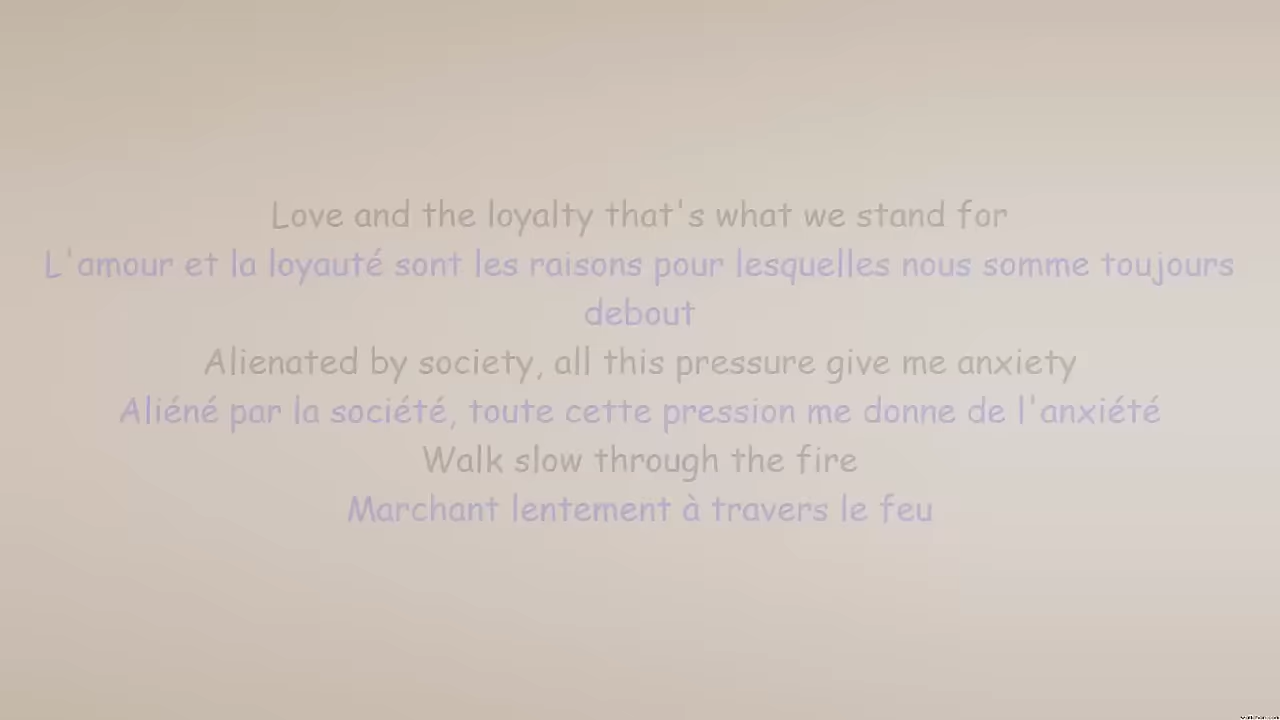 Love and the loyalty that's what we stand for
L'amour et la loyauté sont les raisons pour lesquelles nous somme toujours
debout
Alienated by society, all this pressure give me anxiety
Aliéné par la société, toute cette pression me donne de l'anxiété
Walk slow through the fire
Marchant lentement à travers le feu